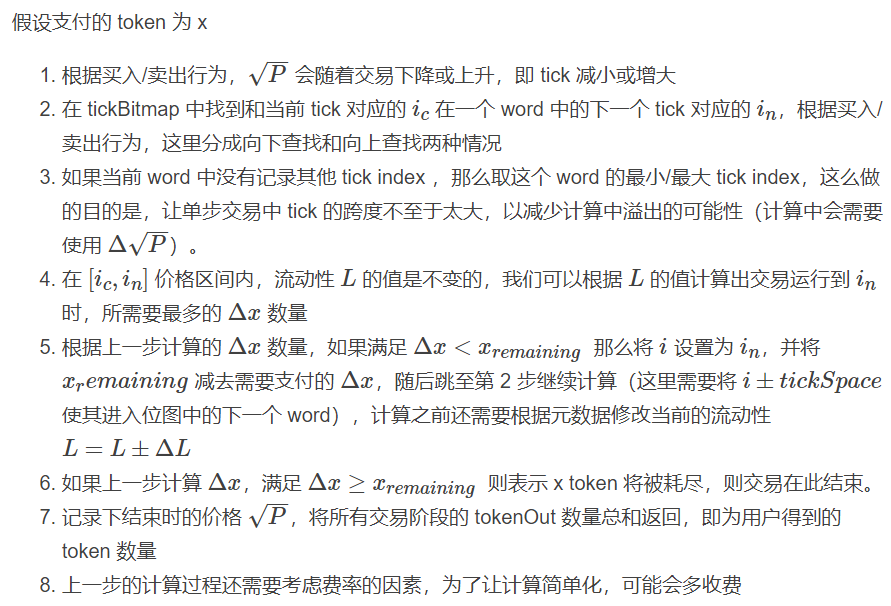 假设支付的 token 为 x
1. 根据买入/卖出行为，$\sqrt{P}$ 会随着交易下降或上升，即 tick 减小或增大
2. 在 tickBitmap 中找到和当前 tick 对应的 $i_c$ 在一个 word 中的下一个 tick 对应的 $i_n$，根据买入/
卖出行为，这里分成向下查找和向上查找两种情况
3. 如果当前 word 中没有记录其他 tick index ，那么取这个 word 的最小/最大 tick index，这么做
的目的是，让单步交易中 tick 的跨度不至于太大，以减少计算中溢出的可能性（计算中会需要
使用 $\Delta\sqrt{P}$）。
4. 在 $[i_c, i_n]$ 价格区间内，流动性 $L$ 的值是不变的，我们可以根据 $L$ 的值计算出交易运行到 $i_n$
时，所需要最多的 $\Delta x$ 数量
5. 根据上一步计算的 $\Delta x$ 数量，如果满足 $\Delta x < x_{remaining}$ 那么将 $i$ 设置为 $i_n$，并将
$x_remaining$ 减去需要支付的 $\Delta x$，随后跳至第 2 步继续计算（这里需要将 $i \pm tickSpace$
使其进入位图中的下一个 word），计算之前还需要根据元数据修改当前的流动性
$L = L \pm \Delta L$
6. 如果上一步计算 $\Delta x$，满足 $\Delta x \geq x_{remaining}$ 则表示 x token 将被耗尽，则交易在此结束。
7. 记录下结束时的价格 $\sqrt{P}$，将所有交易阶段的 tokenOut 数量总和返回，即为用户得到的
token 数量
8. 上一步的计算过程还需要考虑费率的因素，为了让计算简单化，可能会多收费